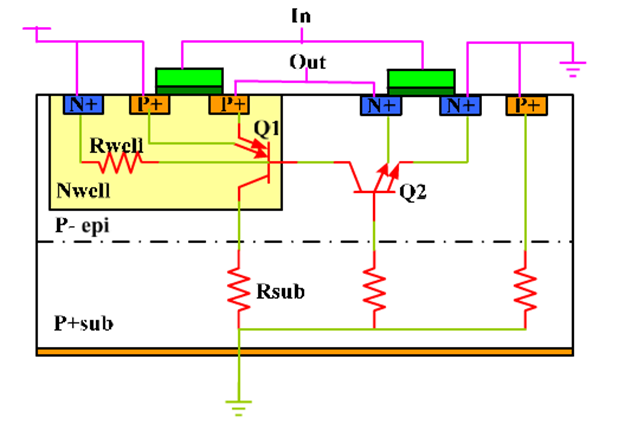 In
Out
N+ P+ P+ N+ N+ P+
Q1
Rwell
Nwell
Q2
P- epi
Rsub
P+sub